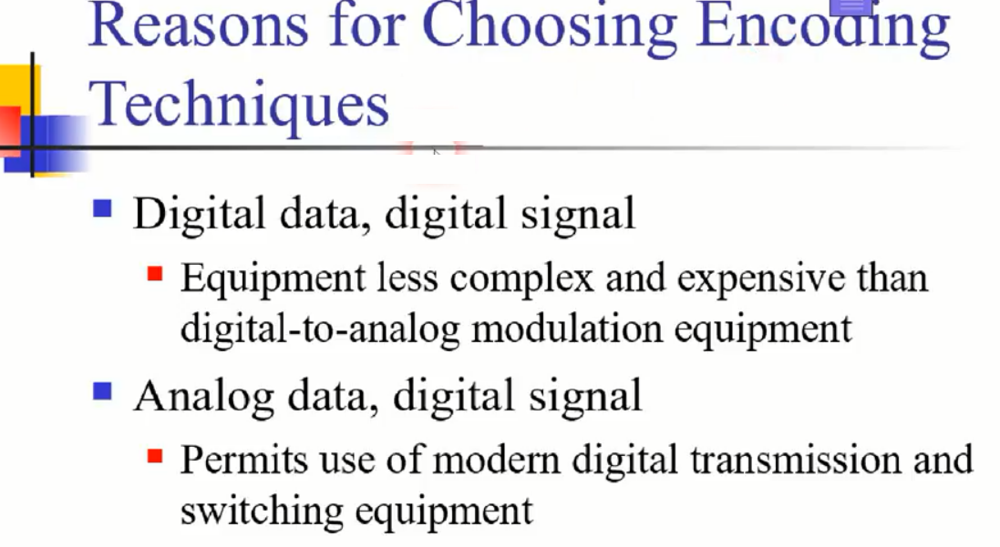 Reasons for Choosing Encoding
Techniques
Digital data, digital signal
Equipment less complex and expensive than
digital-to-analog modulation equipment
Analog data, digital signal
Permits use of modern digital transmission and
switching equipment